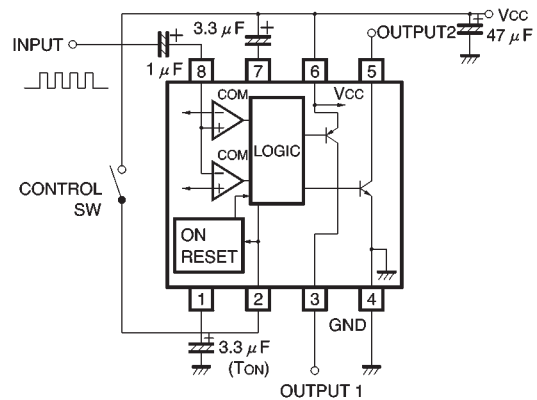 3.3 μF
VCC
INPUT
OUTPUT2
47 μF
1 μF
8
7
6
5
COM
VCC
COM
LOGIC
CONTROL
SW
ON
RESET
1
2
3
4
GND
3.3 μF
(TON)
OUTPUT 1